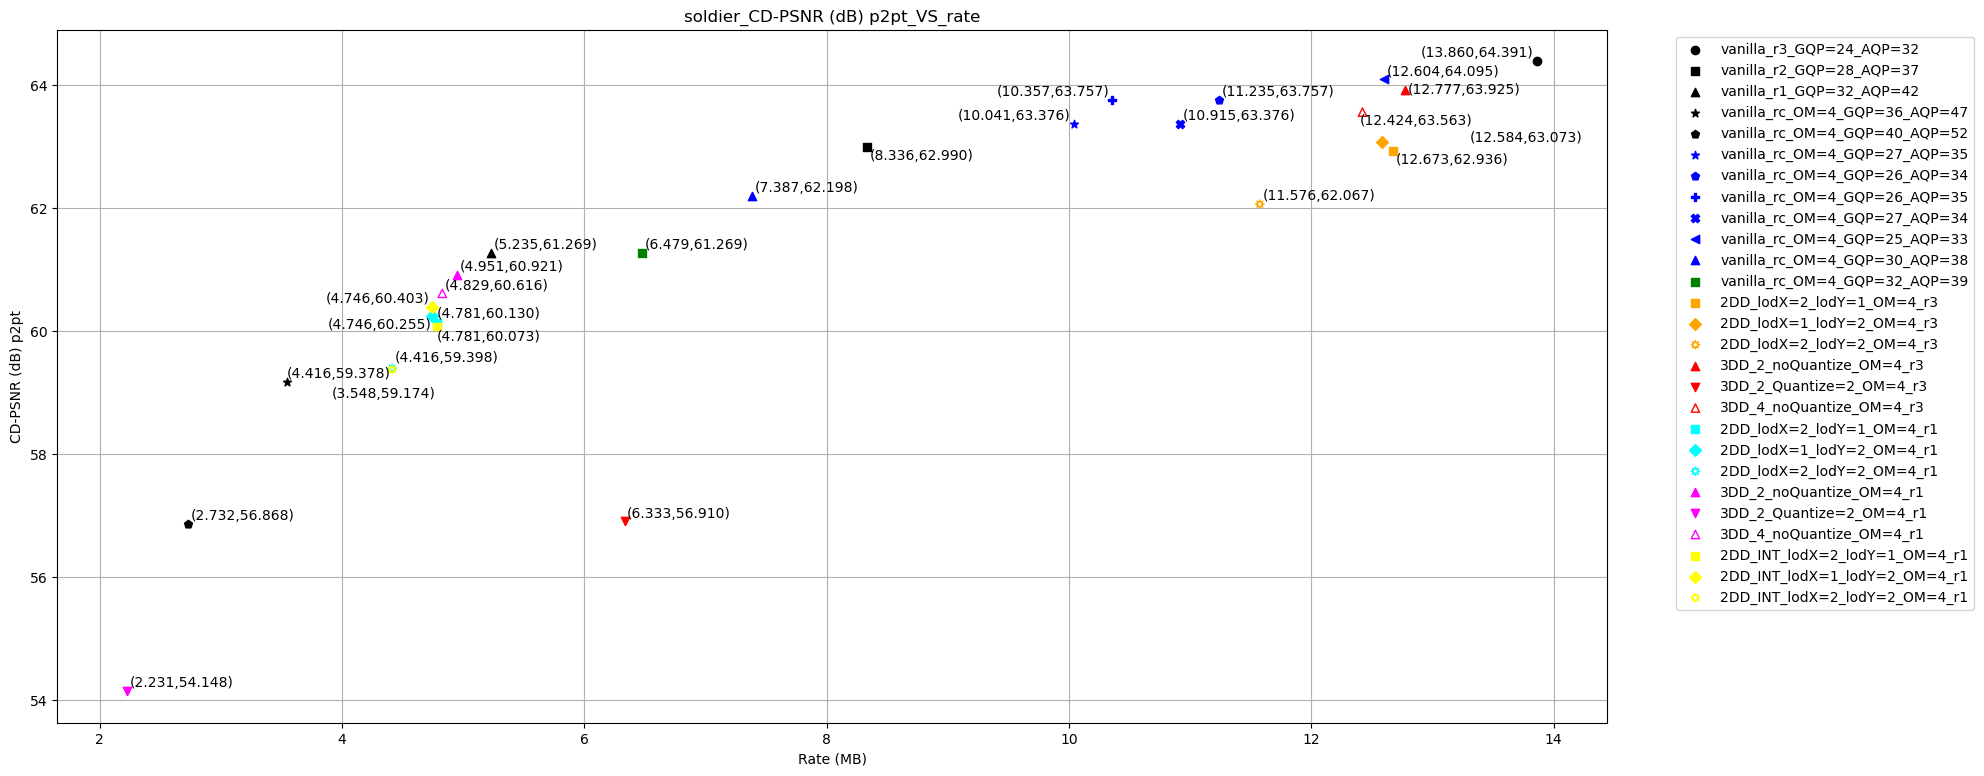 soldier_CD-PSNR (dB) p2pt_VS_rate
CD-PSNR (dB) p2pt
64
62
60
58
56
54
(13.860,64.391)
(12.604,64.095)
(10.357,63.757)
(11.235,63.757)
(12.777,63.925)
(10.041,63.376)
(10.915,63.376)
(12.424,63.563)
(12.584,63.073)
(8.336,62.990)
(12.673,62.936)
(7.387,62.198)
(11.576,62.067)
(5.235,61.269)
(6.479,61.269)
(4.951,60.921)
(4.829,60.616)
(4.746,60.403)
(4.781,60.130)
(4.746,60.255)
(4.781,60.073)
(4.416,59.398)
(4.416,59.378)
(3.548,59.174)
(2.732,56.868)
(6.333,56.910)
(2.231,54.148)
2
4
6
8
10
12
14
Rate (MB)
vanilla_r3_GQP=24_AQP=32
vanilla_r2_GQP=28_AQP=37
vanilla_r1_GQP=32_AQP=42
vanilla_rc_OM=4_GQP=36_AQP=47
vanilla_rc_OM=4_GQP=40_AQP=52
vanilla_rc_OM=4_GQP=27_AQP=35
vanilla_rc_OM=4_GQP=26_AQP=34
vanilla_rc_OM=4_GQP=26_AQP=35
vanilla_rc_OM=4_GQP=27_AQP=34
vanilla_rc_OM=4_GQP=25_AQP=33
vanilla_rc_OM=4_GQP=30_AQP=38
vanilla_rc_OM=4_GQP=32_AQP=39
2DD_lodX=2_lodY=1_OM=4_r3
2DD_lodX=1_lodY=2_OM=4_r3
2DD_lodX=2_lodY=2_OM=4_r3
3DD_2_noQuantize_OM=4_r3
3DD_2_Quantize=2_OM=4_r3
3DD_4_noQuantize_OM=4_r3
2DD_lodX=2_lodY=1_OM=4_r1
2DD_lodX=1_lodY=2_OM=4_r1
2DD_lodX=2_lodY=2_OM=4_r1
3DD_2_noQuantize_OM=4_r1
3DD_2_Quantize=2_OM=4_r1
3DD_4_noQuantize_OM=4_r1
2DD_INT_lodX=2_lodY=1_OM=4_r1
2DD_INT_lodX=1_lodY=2_OM=4_r1
2DD_INT_lodX=2_lodY=2_OM=4_r1